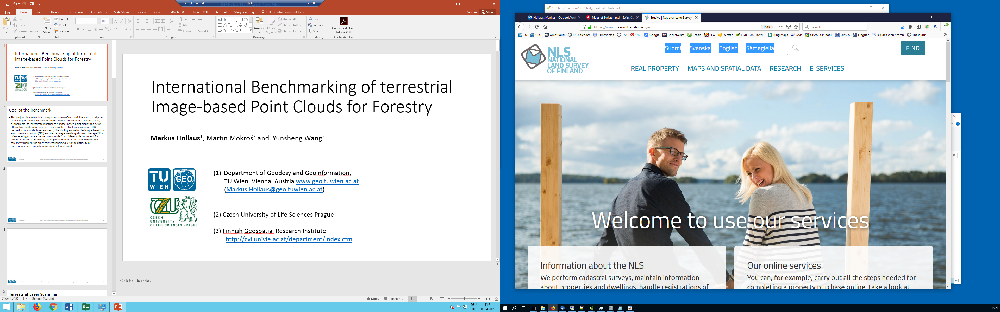 ts3
File Home Insert Design Transitions Animations Slide Show Review View EndNote X8 Nuance PDF Acrobat Storyboarding Tell me what you want to do... Sign in Share
Paste
Cut
Copy
Format Painter
Clipboard
New Slide
Layout
Reset
Section
Slides
18
Font
Text Direction
Align Text
Convert to SmartArt
Paragraph
Arrange
Quick Styles
Shape Fill
Shape Outline
Shape Effects
Drawing
Find
Replace
Select
Editing
Create and Share Adobe PDF
Adobe Acrobat
1
International Benchmarking of terrestrial
Image-based Point Clouds for Forestry
Markus Hollaus¹, Martin Mokroš² and Yunsheng Wang³
(1) Department of Geodesy and Geoinformation,
TU Wien, Vienna, Austria www.geo.tuwien.ac.at
(Markus.Hollaus@geo.tuwien.ac.at)
(2) Czech University of Life Sciences Prague
(3) Finnish Geospatial Research Institute
http://cvl.univie.ac.at/department/index.cfm
2
Goal of the benchmark
• The project aims to evaluate the performance of terrestrial image -based point
clouds in plot-level forest inventory through an international benchmarking,
furthermore, to investigate whether the image -based point clouds can be an
alternative solution to the more expensive terrestrial laser scanning (TLS)
derived point clouds. In recent years, the photogrammetric technique based on
structure from motion (SfM) and dense image matching showed the capability
of generating accurate dense point clouds from different platforms and for
different purposes. However, the implementation of this technology in real
forest environments is practically challenging due to the difficulty of
correspondence recognition in complex forest stands.
3
4
5
Terrestrial Laser Scanning
International Benchmarking of terrestrial
Image-based Point Clouds for Forestry
Markus Hollaus¹, Martin Mokroš² and Yunsheng Wang³
TU WIEN
GEO
(1) Department of Geodesy and Geoinformation,
TU Wien, Vienna, Austria www.geo.tuwien.ac.at
(Markus.Hollaus@geo.tuwien.ac.at)
CZECH
UNIVERSITY
OF LIFE SCIENCES PRAGUE
(2) Czech University of Life Sciences Prague
(3) Finnish Geospatial Research Institute
http://cvl.univie.ac.at/department/index.cfm
Click to add notes
Slide 1 of 30 German (Austria) Notes Comments 111%
DEU 15:21
DE 05.04.2019
*C:\Temp\Siemens\test\Test_opasl.bat - Notepad++
Hollaus, Markus - Outlook We Maps of Switzerland - Swiss Co Etusivu | National Land Survey
https://www.maanmittauslaitos.fi/en 160% Search
TU GEO OwnCloud IPF Kalender Timesheets TS3 ORF Google Rocket.Chat Ecosia LEO Wetter VOR TUWEL Bing Maps SAP GRASS GIS book OPALS Linguee Ixquick Web Search Thesaurus
NLS
NATIONAL
LAND SURVEY
OF FINLAND
Suomi Svenska English Sámegiella FIND
REAL PROPERTY MAPS AND SPATIAL DATA RESEARCH E-SERVICES
Welcome to use our services
Information about the NLS
We perform cadastral surveys, maintain information
about properties and dwellings, handle registrations of
Our online services
You can, for example, carry out all the steps needed for
completing a property purchase online, take a look at
15:21